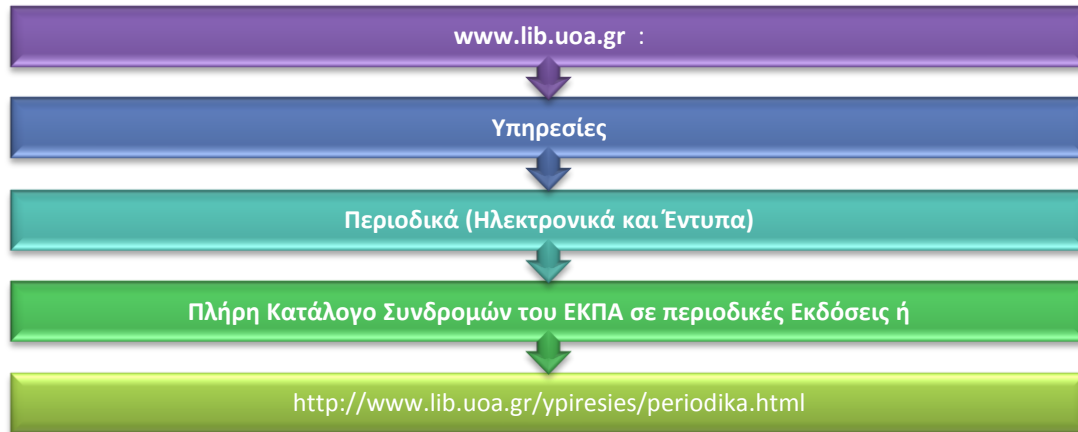 www.lib.uoa.gr :
Υπηρεσίες
Περιοδικά (Ηλεκτρονικά και Έντυπα)
Πλήρη Κατάλογο Συνδρομών του ΕΚΠΑ σε περιοδικές Εκδόσεις ή
http://www.lib.uoa.gr/ypiresies/periodika.html